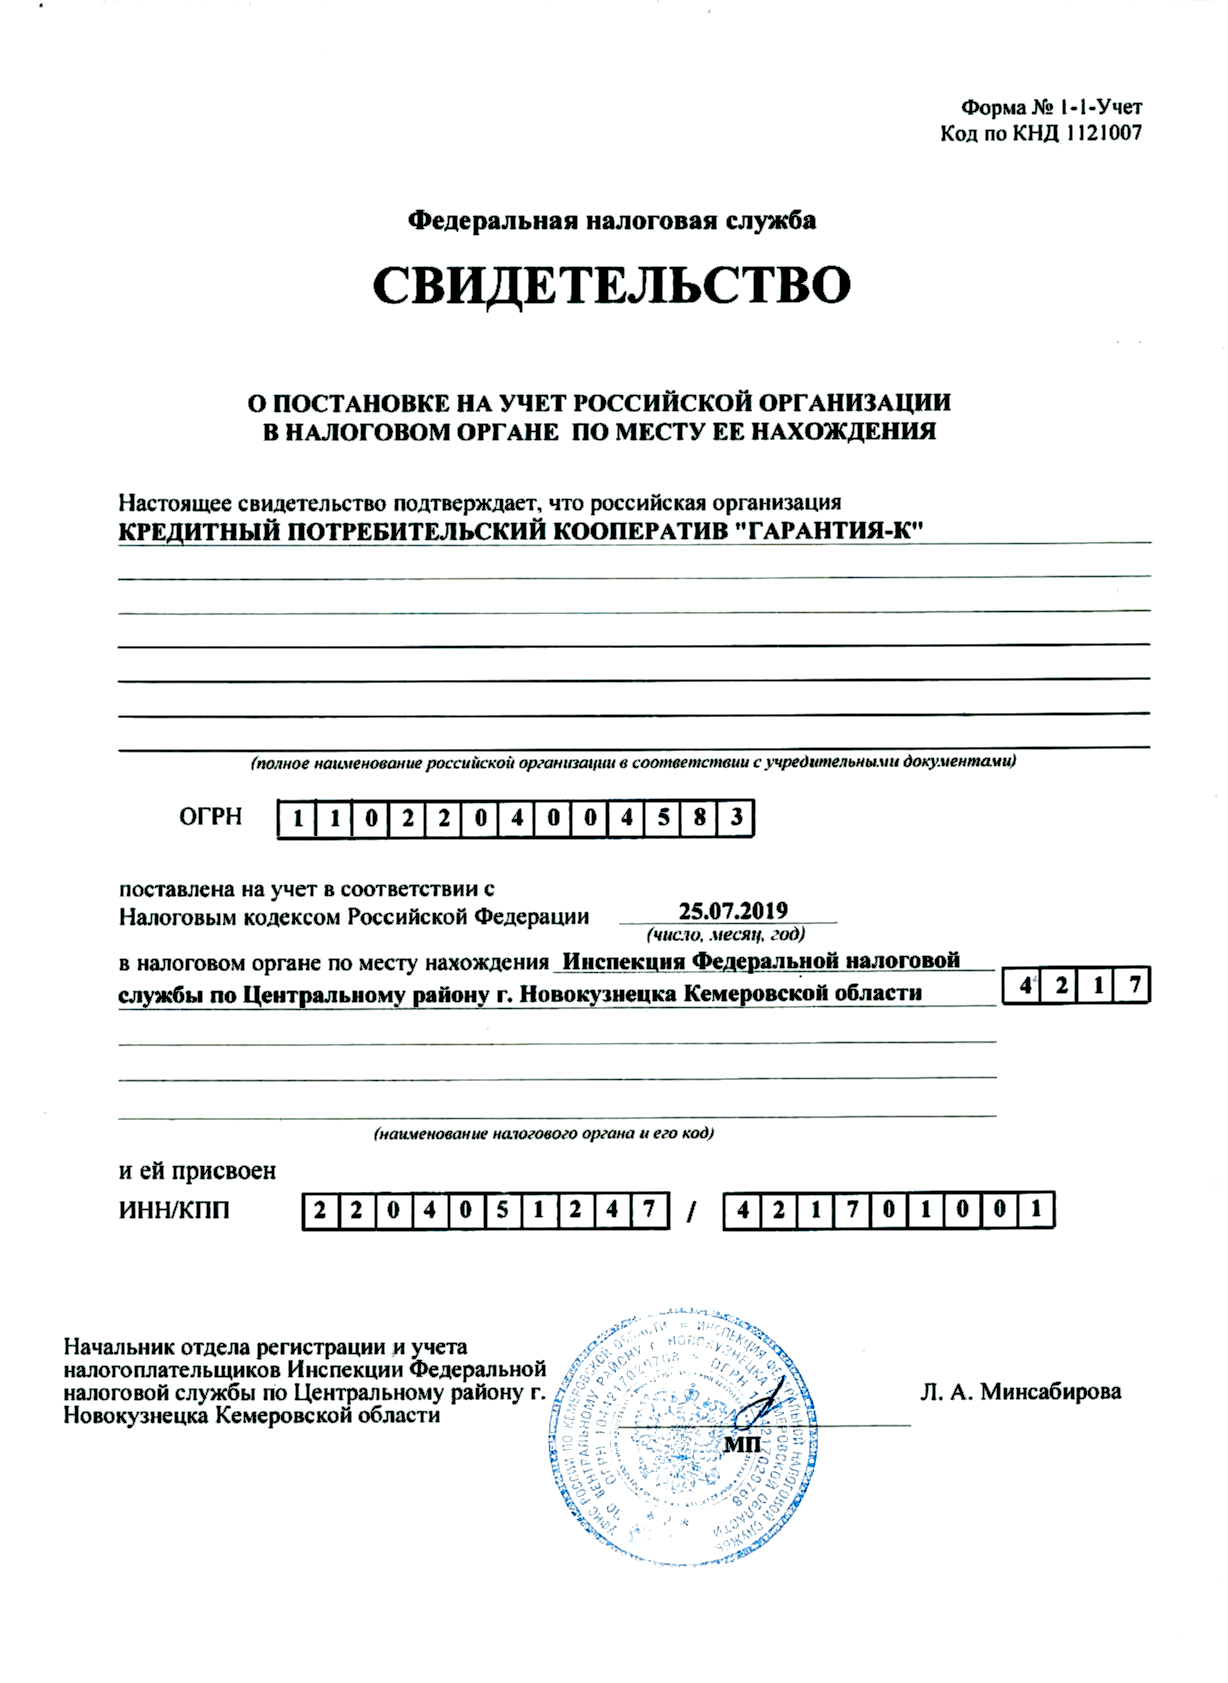 Форма № 1-1-Учет
Код по КНД 1121007
Федеральная налоговая служба
СВИДЕТЕЛЬСТВО
О ПОСТАНОВКЕ НА УЧЕТ РОССИЙСКОЙ ОРГАНИЗАЦИИ
В НАЛОГОВОМ ОРГАНЕ ПО МЕСТУ ЕЕ НАХОЖДЕНИЯ
Настоящее свидетельство подтверждает, что российская организация
КРЕДИТНЫЙ ПОТРЕБИТЕЛЬСКИЙ КООПЕРАТИВ "ГАРАНТИЯ-К"
(полное наименование российской организации в соответствии с учредительными документами)
ОГРН 1 1 0 2 2 0 4 0 0 4 5 8 3
поставлена на учет в соответствии с
Налоговым кодексом Российской Федерации 25.07.2019
(число, месяц, год)
в налоговом органе по месту нахождения Инспекция Федеральной налоговой
службы по Центральному району г. Новокузнецка Кемеровской области 4 2 1 7
(наименование налогового органа и его код)
и ей присвоен
ИНН/КПП 2 2 0 4 0 5 1 2 4 7 / 4 2 1 7 0 1 0 0 1
Начальник отдела регистрации и учета
налогоплательщиков Инспекции Федеральной
налоговой службы по Центральному району г.
Новокузнецка Кемеровской области
Л. А. Минсабирова
МП